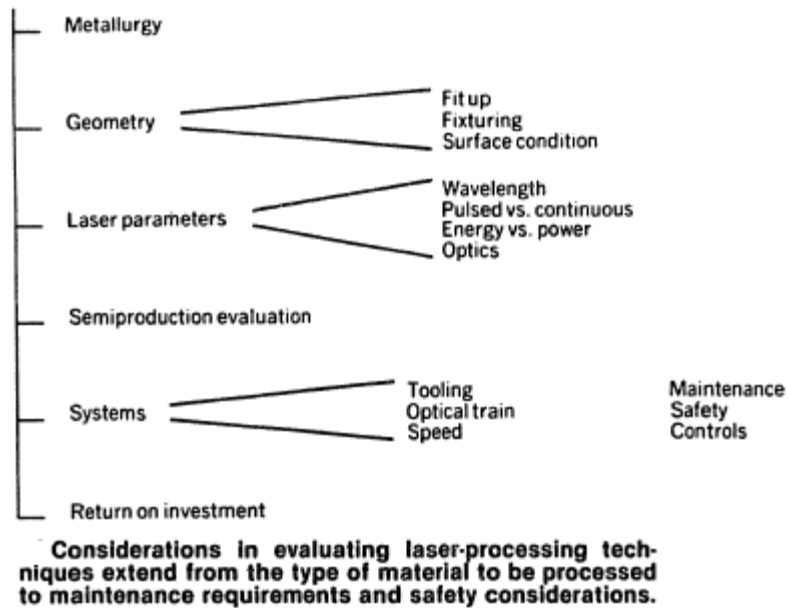 Metallurgy
Geometry
Fit up
Fixturing
Surface condition
Laser parameters
Wavelength
Pulsed vs. continuous
Energy vs. power
Optics
Semiproduction evaluation
Systems
Tooling
Optical train
Speed
Maintenance
Safety
Controls
Return on investment
Considerations in evaluating laser-processing tech-
niques extend from the type of material to be processed
to maintenance requirements and safety considerations.